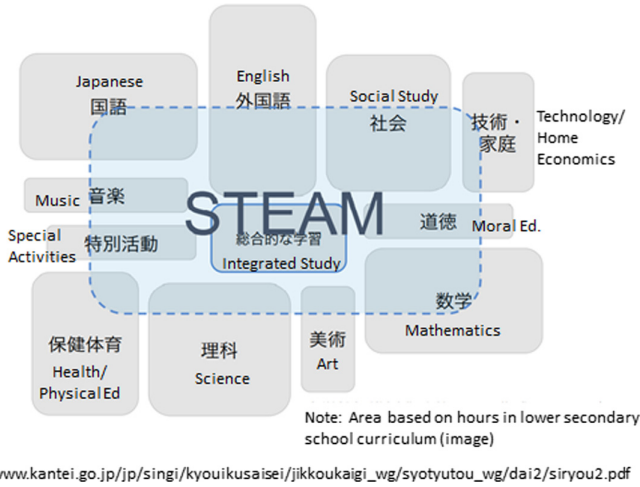 Japanese
国語
English
外国語
Social Study
社会
技術・
家庭
Technology/
Home
Economics
Music 音楽
STEAM
道徳 Moral Ed.
Special
Activities
特別活動
総合的な学習
Integrated Study
数学
Mathematics
保健体育
Health/
Physical Ed
理科
Science
美術
Art
Note: Area based on hours in lower secondary
school curriculum (image)
www.kantei.go.jp/jp/singi/kyouikusaisei/jikkoukaigi_wg/syotyutou_wg/dai2/siryou2.pdf